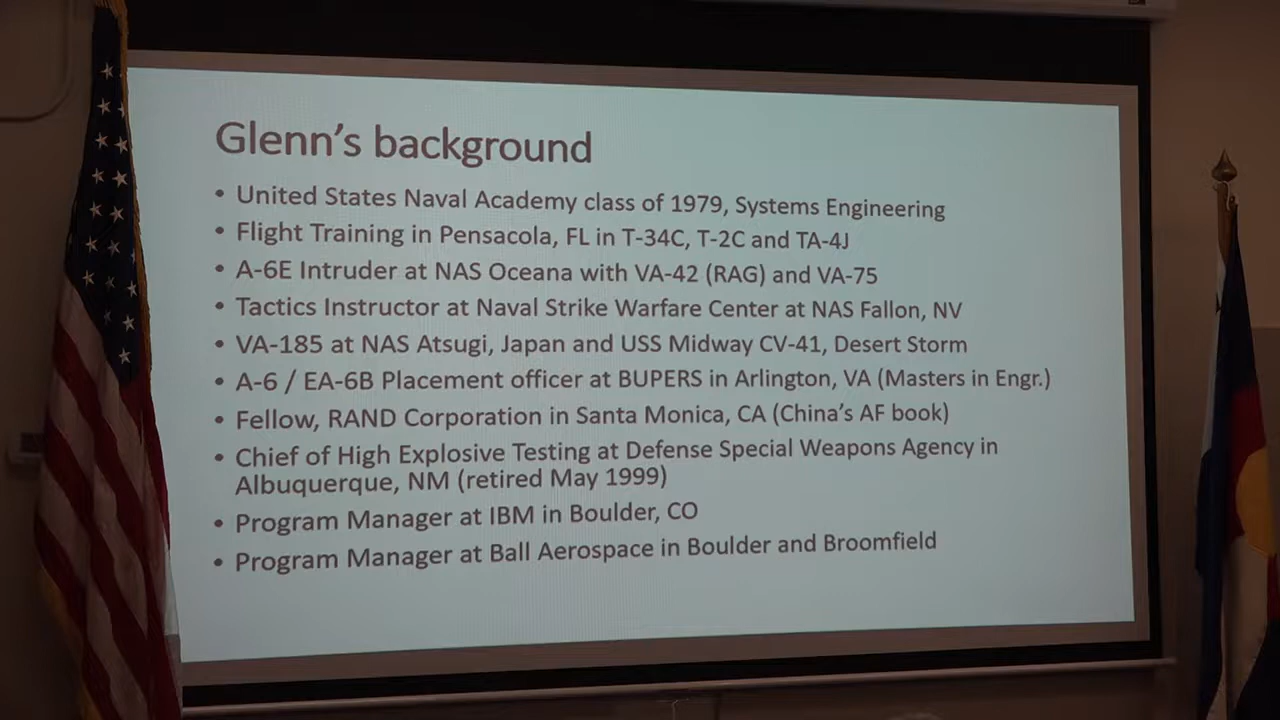 Glenn's background
• United States Naval Academy class of 1979, Systems Engineering
• Flight Training in Pensacola, FL in T-34C, T-2C and TA-4J
• A-6E Intruder at NAS Oceana with VA-42 (RAG) and VA-75
• Tactics Instructor at Naval Strike Warfare Center at NAS Fallon, NV
• VA-185 at NAS Atsugi, Japan and USS Midway CV-41, Desert Storm
• A-6 / EA-6B Placement officer at BUPERS in Arlington, VA (Masters in Engr.)
• Fellow, RAND Corporation in Santa Monica, CA (China's AF book)
• Chief of High Explosive Testing at Defense Special Weapons Agency in
Albuquerque, NM (retired May 1999)
• Program Manager at IBM in Boulder, CO
• Program Manager at Ball Aerospace in Boulder and Broomfield